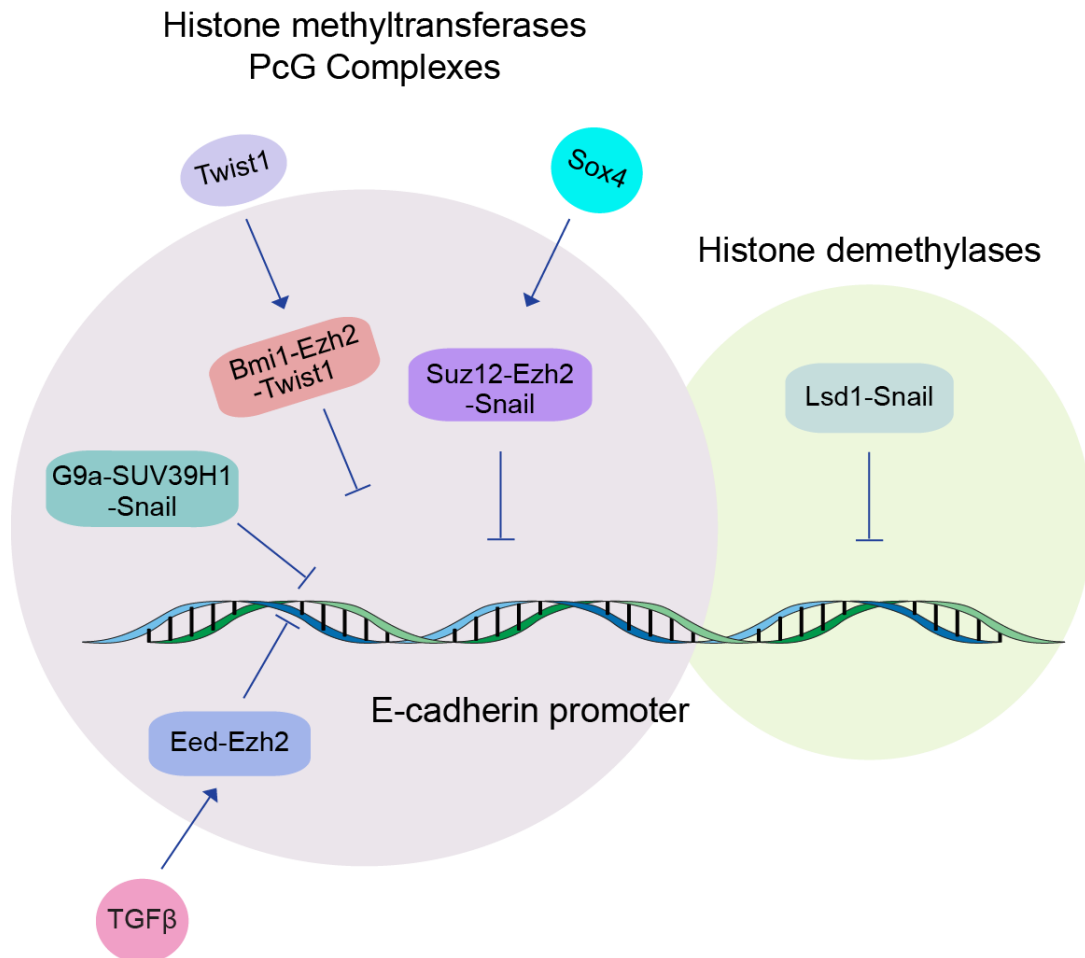 Histone methyltransferases
PcG Complexes
Twist1
Sox4
Histone demethylases
Bmi1-Ezh2
-Twist1
Suz12-Ezh2
-Snail
Lsd1-Snail
G9a-SUV39H1
-Snail
E-cadherin promoter
Eed-Ezh2
TGFβ